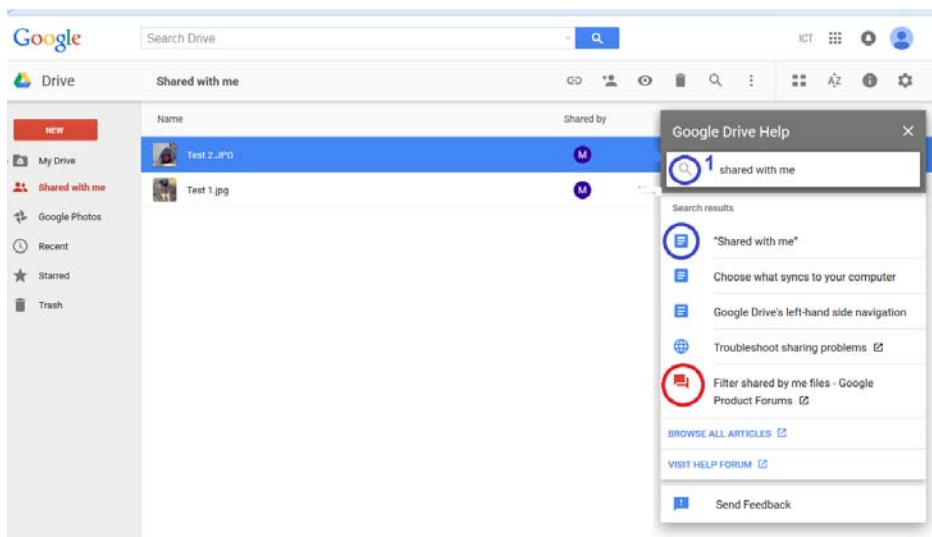 Google
Search Drive
ICT
Drive
Shared with me
Name
Shared by
NEW
My Drive
Shared with me
Google Photos
Recent
Starred
Trash
Test 2.JPG
M
Test 1.jpg
M
Google Drive Help
1
shared with me
Search results
"Shared with me"
Choose what syncs to your computer
Google Drive's left-hand side navigation
Troubleshoot sharing problems
Filter shared by me files - Google
Product Forums
BROWSE ALL ARTICLES
VISIT HELP FORUM
Send Feedback